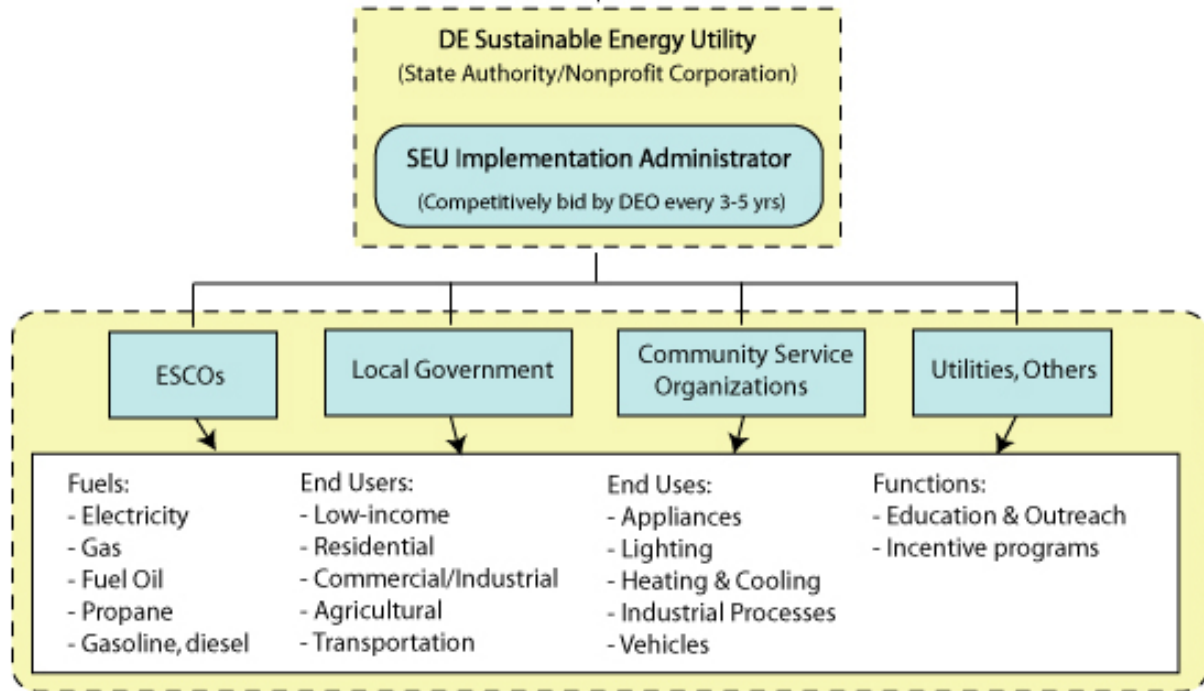 DE Sustainable Energy Utility
(State Authority/Nonprofit Corporation)
SEU Implementation Administrator
(Competitively bid by DEO every 3-5 yrs)
ESCOs
Local Government
Community Service
Organizations
Utilities, Others
Fuels:
- Electricity
- Gas
- Fuel Oil
- Propane
- Gasoline, diesel
End Users:
- Low-income
- Residential
- Commercial/Industrial
- Agricultural
- Transportation
End Uses:
- Appliances
- Lighting
- Heating & Cooling
- Industrial Processes
- Vehicles
Functions:
- Education & Outreach
- Incentive programs